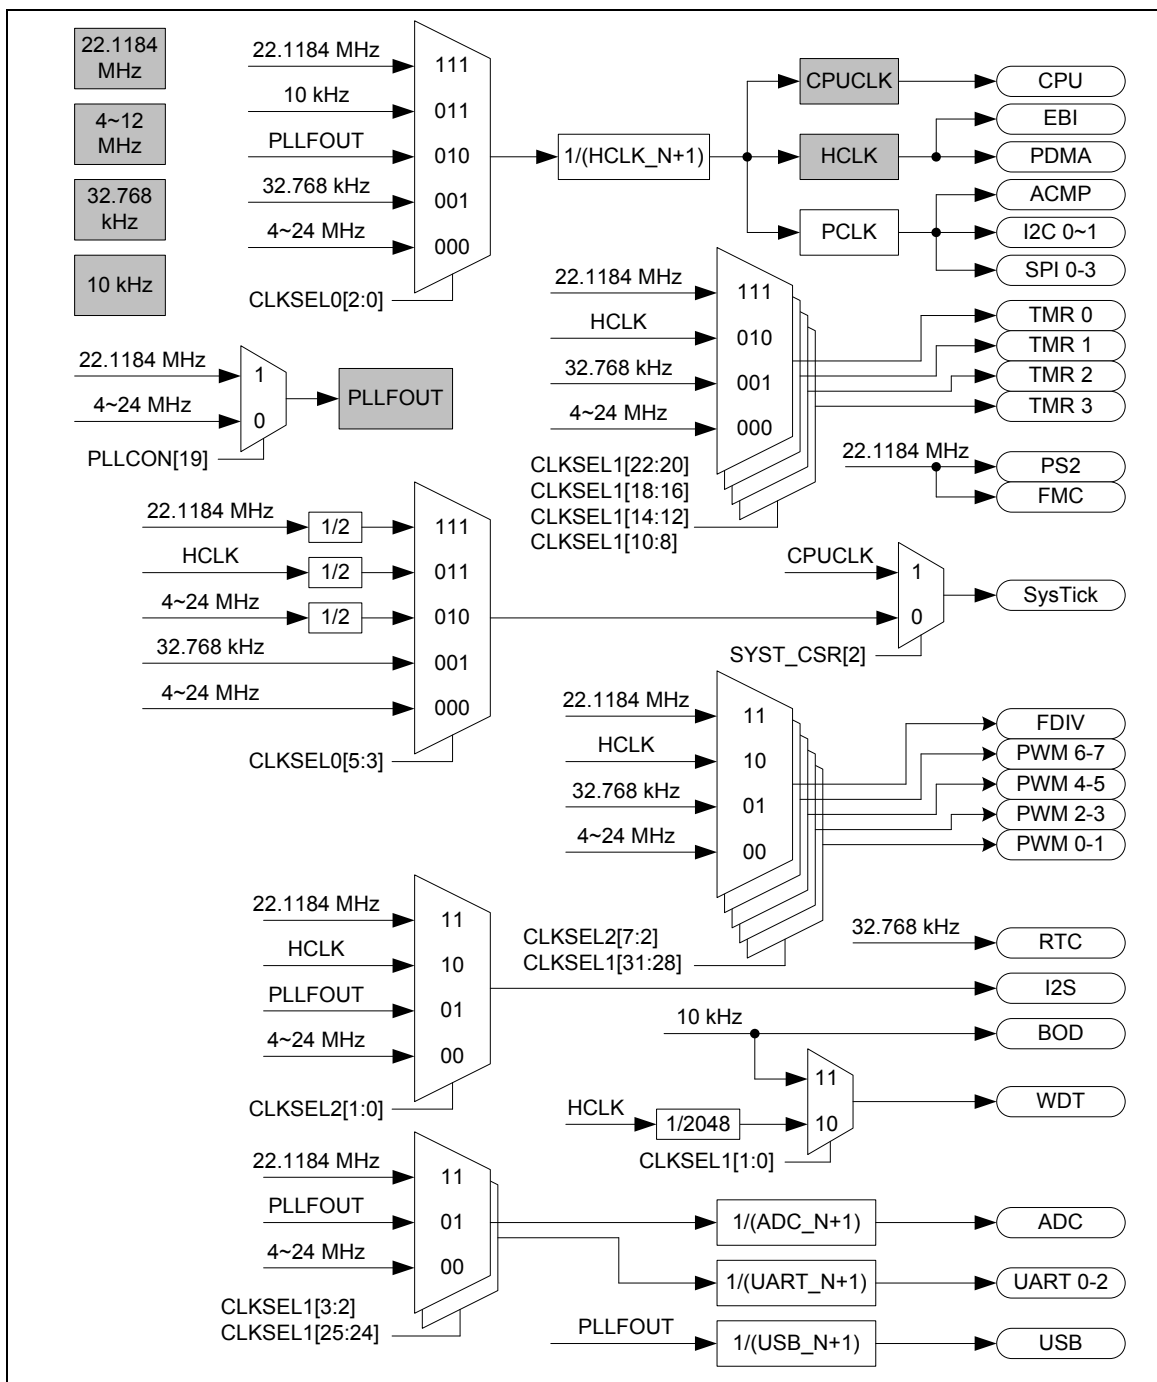 22.1184
MHz
4~12
MHz
32.768
kHz
10 kHz
22.1184 MHz
10 kHz
PLLFOUT
32.768 kHz
4~24 MHz
111
011
010
001
000
CLKSEL0[2:0]
1/(HCLK_N+1)
CPUCLK
HCLK
PCLK
CPU
EBI
PDMA
ACMP
I2C 0~1
SPI 0-3
22.1184 MHz
4~24 MHz
1
0
PLLCON[19]
PLLFOUT
22.1184 MHz
HCLK
32.768 kHz
4~24 MHz
111
010
001
000
CLKSEL1[22:20]
CLKSEL1[18:16]
CLKSEL1[14:12]
CLKSEL1[10:8]
TMR 0
TMR 1
TMR 2
TMR 3
22.1184 MHz
PS2
FMC
22.1184 MHz
HCLK
4~24 MHz
32.768 kHz
4~24 MHz
1/2
1/2
1/2
111
011
010
001
000
CLKSEL0[5:3]
CPUCLK
1
0
SYST_CSR[2]
SysTick
22.1184 MHz
HCLK
32.768 kHz
4~24 MHz
11
10
01
00
CLKSEL2[7:2]
CLKSEL1[31:28]
FDIV
PWM 6-7
PWM 4-5
PWM 2-3
PWM 0-1
22.1184 MHz
HCLK
PLLFOUT
4~24 MHz
11
10
01
00
CLKSEL2[1:0]
32.768 kHz
RTC
I2S
10 kHz
BOD
HCLK
1/2048
11
10
CLKSEL1[1:0]
WDT
22.1184 MHz
PLLFOUT
4~24 MHz
11
01
00
CLKSEL1[3:2]
CLKSEL1[25:24]
1/(ADC_N+1)
ADC
1/(UART_N+1)
UART 0-2
PLLFOUT
1/(USB_N+1)
USB